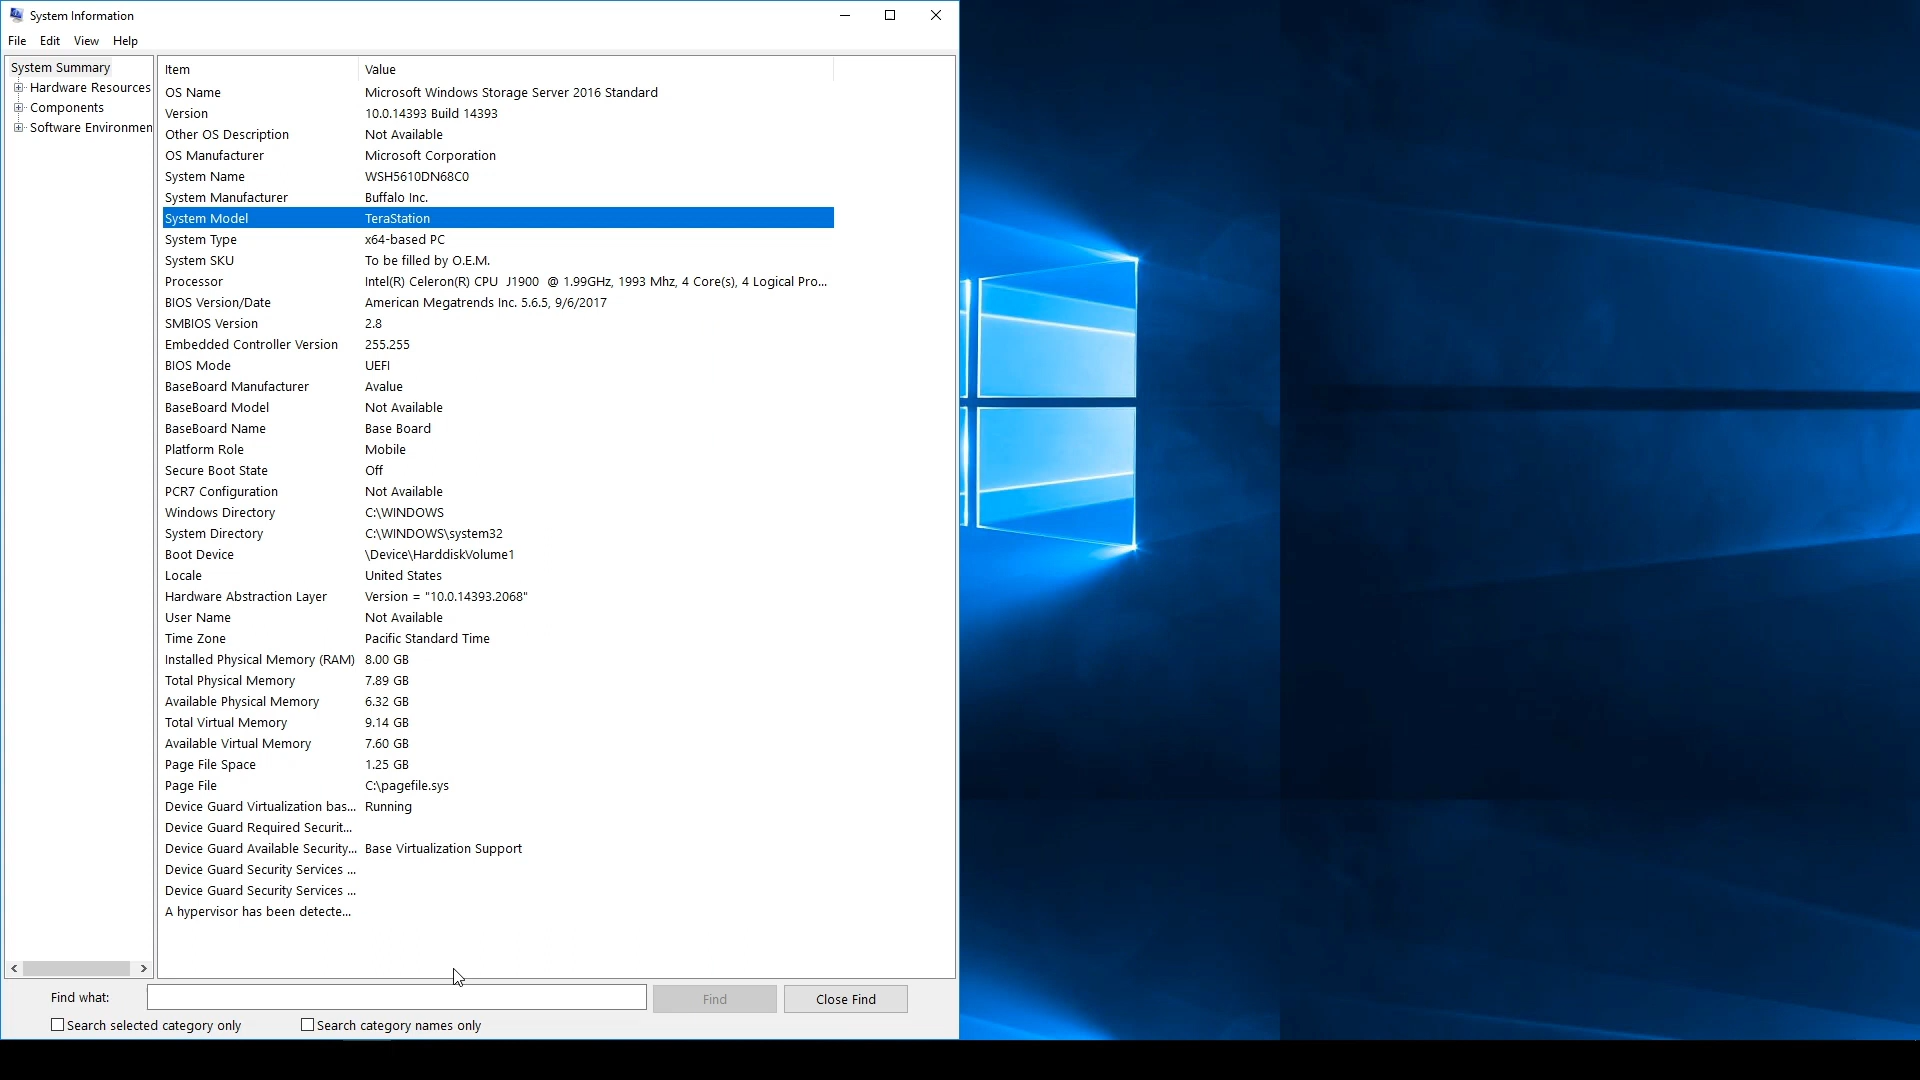 System Information
File Edit View Help
System Summary
Hardware Resources
Components
Software Environmen
Item Value
OS Name Microsoft Windows Storage Server 2016 Standard
Version 10.0.14393 Build 14393
Other OS Description Not Available
OS Manufacturer Microsoft Corporation
System Name WSH5610DN68C0
System Manufacturer Buffalo Inc.
System Model TeraStation
System Type x64-based PC
System SKU To be filled by O.E.M.
Processor Intel(R) Celeron(R) CPU J1900 @ 1.99GHz, 1993 Mhz, 4 Core(s), 4 Logical Pro...
BIOS Version/Date American Megatrends Inc. 5.6.5, 9/6/2017
SMBIOS Version 2.8
Embedded Controller Version 255.255
BIOS Mode UEFI
BaseBoard Manufacturer Avalue
BaseBoard Model Not Available
BaseBoard Name Base Board
Platform Role Mobile
Secure Boot State Off
PCR7 Configuration Not Available
Windows Directory C:\WINDOWS
System Directory C:\WINDOWS\system32
Boot Device \Device\HarddiskVolume1
Locale United States
Hardware Abstraction Layer Version = "10.0.14393.2068"
User Name Not Available
Time Zone Pacific Standard Time
Installed Physical Memory (RAM) 8.00 GB
Total Physical Memory 7.89 GB
Available Physical Memory 6.32 GB
Total Virtual Memory 9.14 GB
Available Virtual Memory 7.60 GB
Page File Space 1.25 GB
Page File C:\pagefile.sys
Device Guard Virtualization bas... Running
Device Guard Required Securit...
Device Guard Available Security... Base Virtualization Support
Device Guard Security Services ...
Device Guard Security Services ...
A hypervisor has been detecte...
Find what: Find Close Find
Search selected category only Search category names only